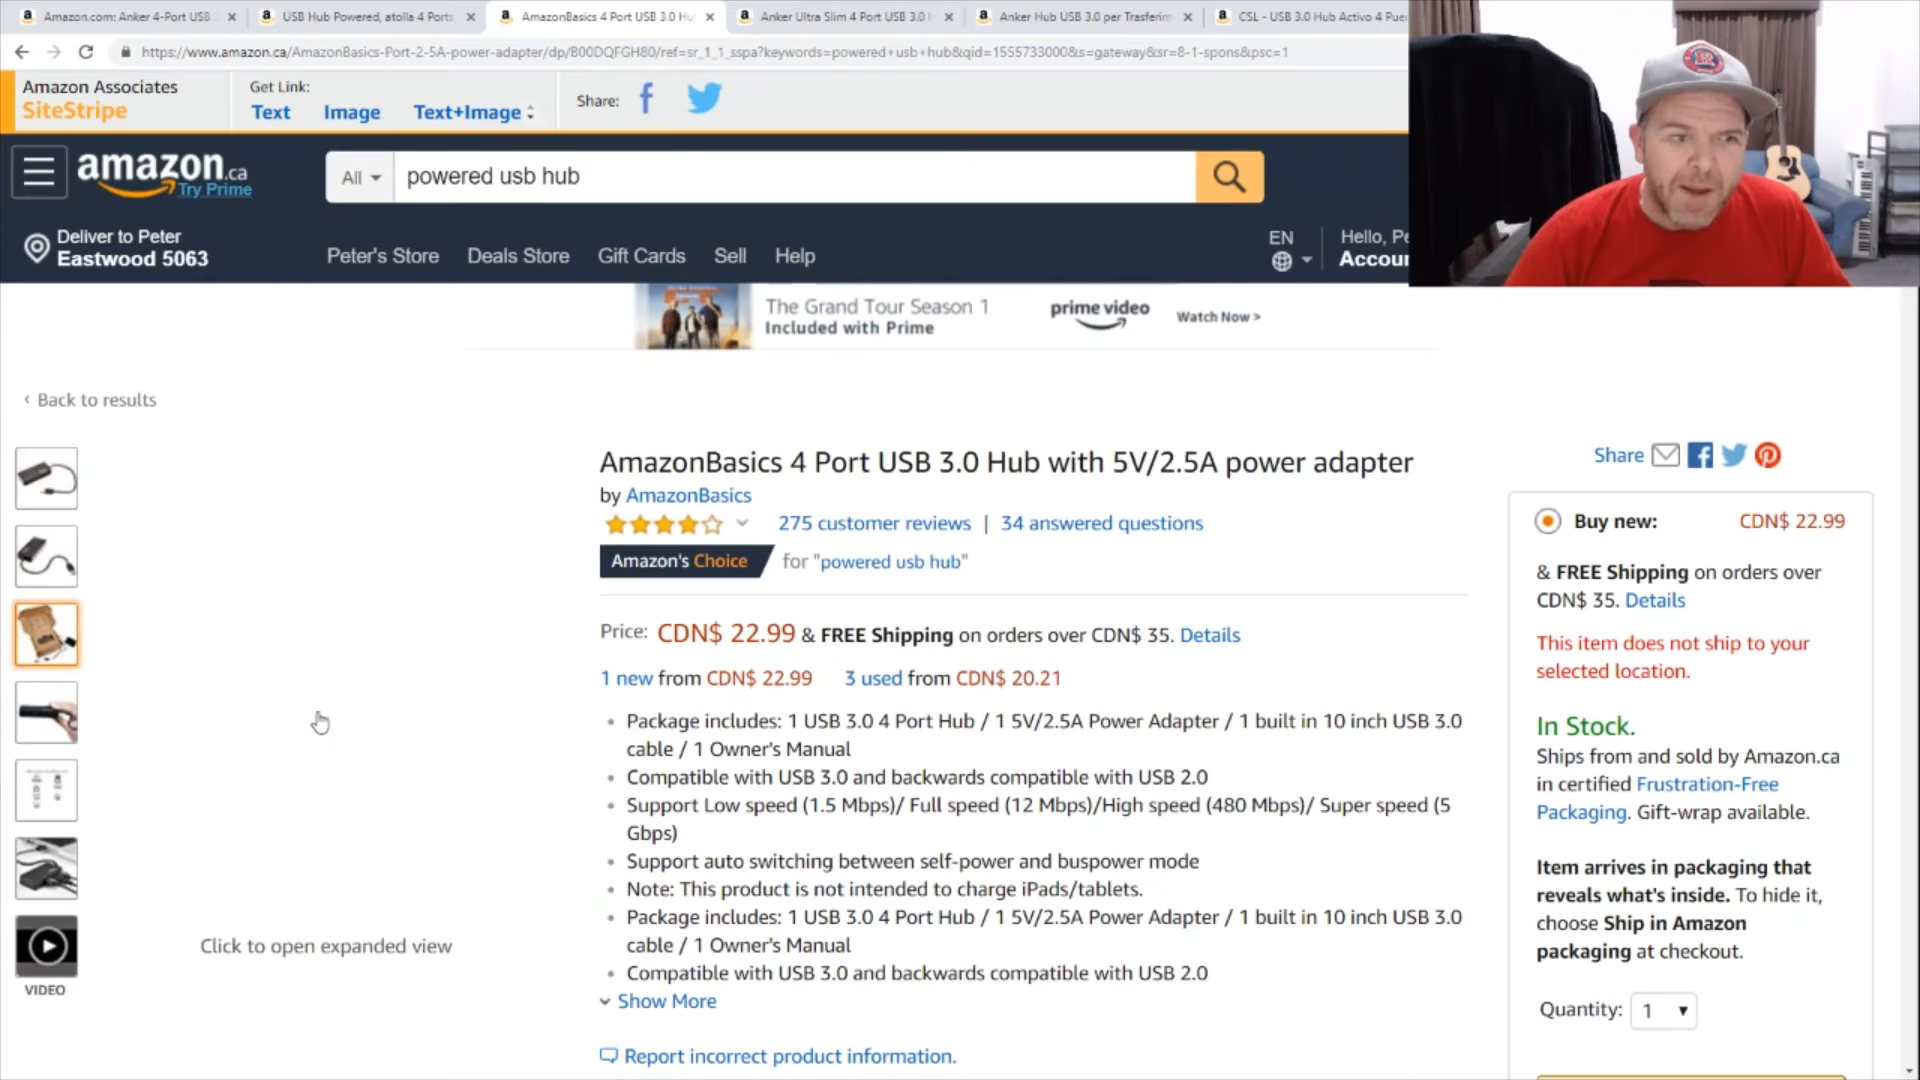 Amazon.com: Anker 4-Port USB 3
USB Hub Powered, atolla 4 Ports
AmazonBasics 4 Port USB 3.0 Hu
Anker Ultra Slim 4 Port USB 3.0 H
Anker Hub USB 3.0 per Trasferim
CSL - USB 3.0 Hub Activo 4 Puer
https://www.amazon.ca/AmazonBasics-Port-2-5A-power-adapter/dp/B00DQFGH80/ref=sr_1_1_sspa?keywords=powered+usb+hub&qid=1555733000&s=gateway&sr=8-1-spons&psc=1
Amazon Associates
SiteStripe
Get Link:
Text Image Text+Image
Share:
amazon.ca
Try Prime
All
powered usb hub
Deliver to Peter
Eastwood 5063
Peter's Store Deals Store Gift Cards Sell Help
EN
Hello, Pe
Accou
The Grand Tour Season 1
Included with Prime
prime video
Watch Now >
‹ Back to results
VIDEO
Click to open expanded view
AmazonBasics 4 Port USB 3.0 Hub with 5V/2.5A power adapter
by AmazonBasics
275 customer reviews | 34 answered questions
Amazon's Choice for "powered usb hub"
Price: CDN$ 22.99 & FREE Shipping on orders over CDN$ 35. Details
1 new from CDN$ 22.99 3 used from CDN$ 20.21
• Package includes: 1 USB 3.0 4 Port Hub / 1 5V/2.5A Power Adapter / 1 built in 10 inch USB 3.0
cable / 1 Owner's Manual
• Compatible with USB 3.0 and backwards compatible with USB 2.0
• Support Low speed (1.5 Mbps)/ Full speed (12 Mbps)/High speed (480 Mbps)/ Super speed (5
Gbps)
• Support auto switching between self-power and buspower mode
• Note: This product is not intended to charge iPads/tablets.
• Package includes: 1 USB 3.0 4 Port Hub / 1 5V/2.5A Power Adapter / 1 built in 10 inch USB 3.0
cable / 1 Owner's Manual
• Compatible with USB 3.0 and backwards compatible with USB 2.0
Show More
Report incorrect product information.
Share
Buy new: CDN$ 22.99
& FREE Shipping on orders over
CDN$ 35. Details
This item does not ship to your
selected location.
In Stock.
Ships from and sold by Amazon.ca
in certified Frustration-Free
Packaging. Gift-wrap available.
Item arrives in packaging that
reveals what's inside. To hide it,
choose Ship in Amazon
packaging at checkout.
Quantity: 1